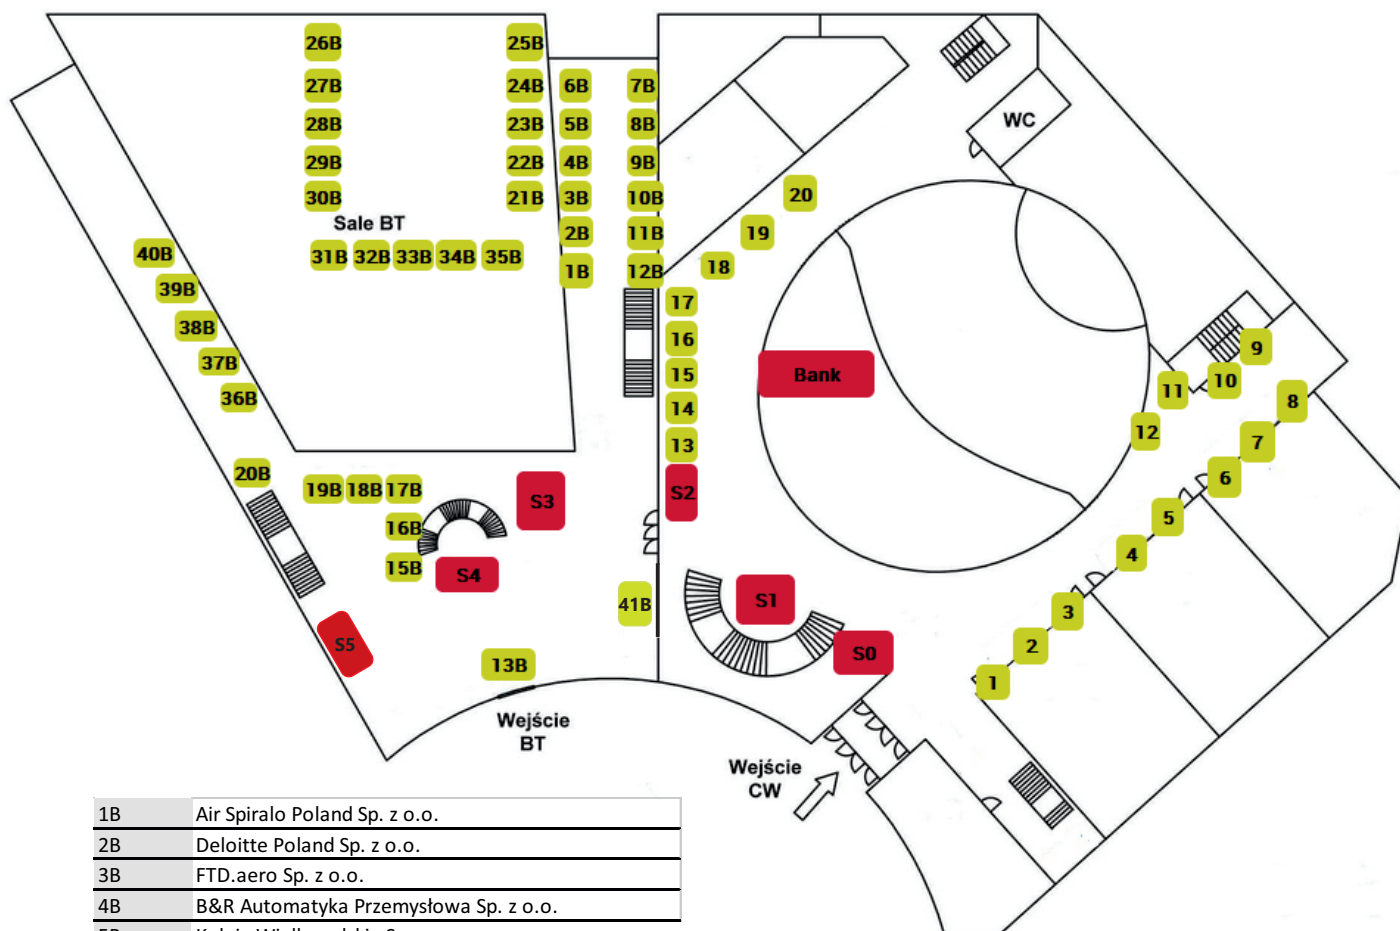 26B 25B
27B 24B 6B 7B
28B 23B 5B 8B WC
29B 22B 4B 9B
30B 21B 3B 10B 20
Sale BT 2B 11B 19
40B 31B 32B 33B 34B 35B 1B 12B 18
39B 17
38B 16 9
37B 15 Bank 10
36B 14 11 8
13 12 7
20B 19B 18B 17B S3 S2 6
16B 5
15B S4 4
41B S1 3
S5 S0 2
13B 1
Wejście
BT
Wejście
CW
1B Air Spiralo Poland Sp. z o.o.
2B Deloitte Poland Sp. z o.o.
3B FTD.aero Sp. z o.o.
4B B&R Automatyka Przemysłowa Sp. z o.o.